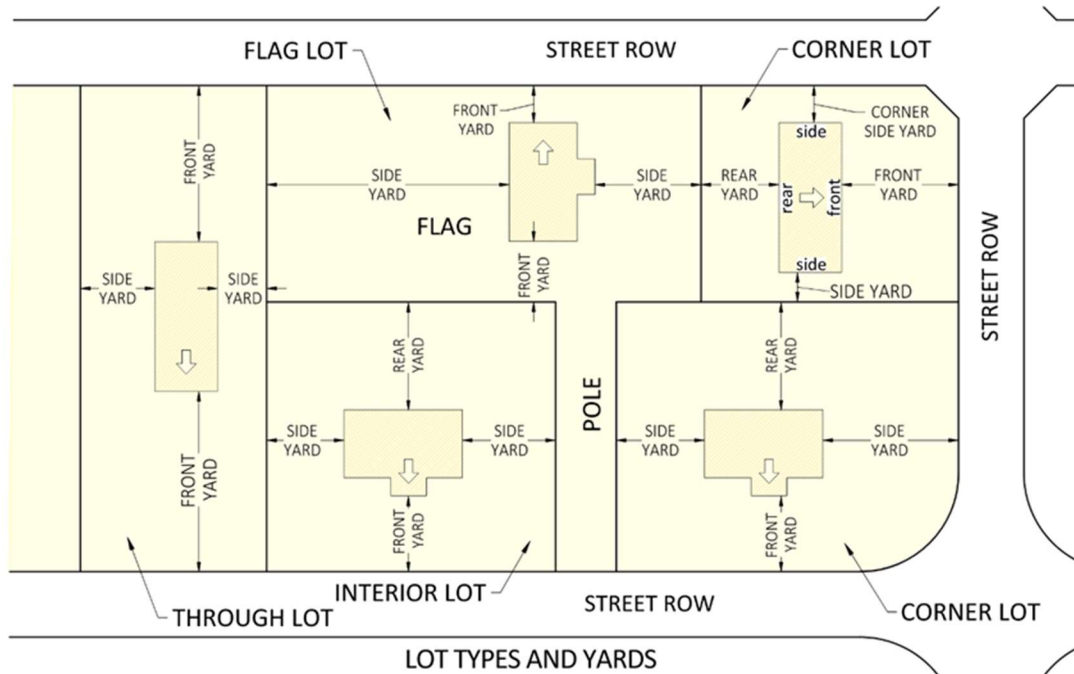 FLAG LOT
STREET ROW
CORNER LOT
FRONT
YARD
FRONT
YARD
CORNER
SIDE YARD
side
SIDE
YARD
SIDE
YARD
REAR
YARD
rear
front
FRONT
YARD
FLAG
side
SIDE
YARD
SIDE
YARD
FRONT
YARD
SIDE YARD
STREET ROW
REAR
YARD
REAR
YARD
POLE
SIDE
YARD
SIDE
YARD
SIDE
YARD
SIDE
YARD
FRONT
YARD
FRONT
YARD
FRONT
YARD
INTERIOR LOT
STREET ROW
THROUGH LOT
CORNER LOT
LOT TYPES AND YARDS